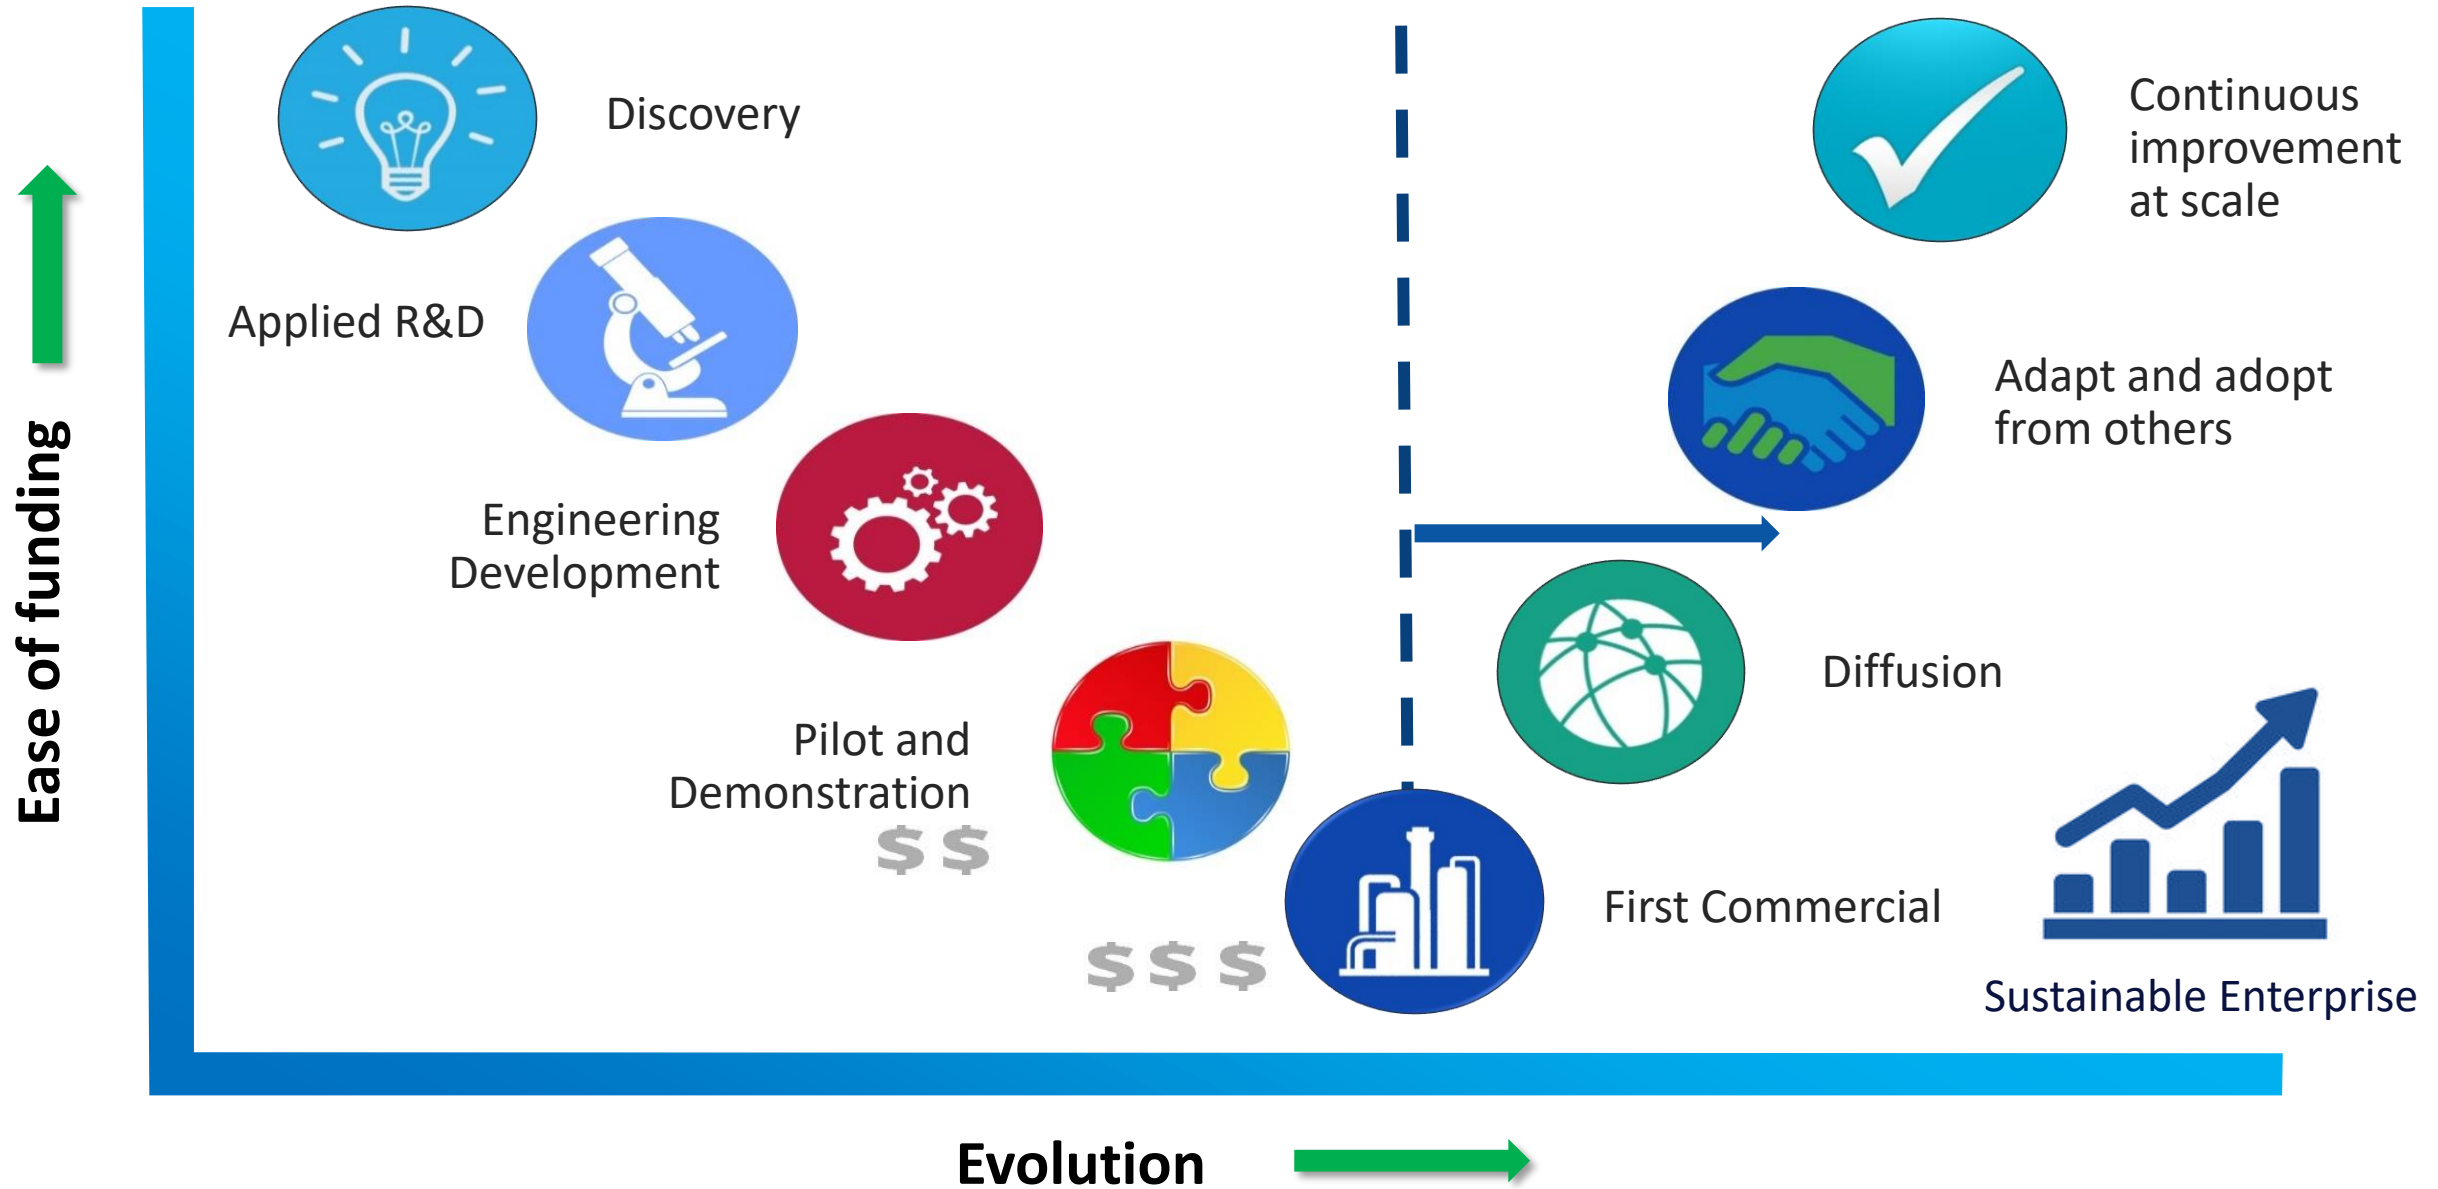 Discovery
Continuous
improvement
at scale
Applied R&D
Adapt and adopt
from others
Engineering
Development
Diffusion
Pilot and
Demonstration
$ $
First Commercial
$ $ $
Sustainable Enterprise
Ease of funding
Evolution